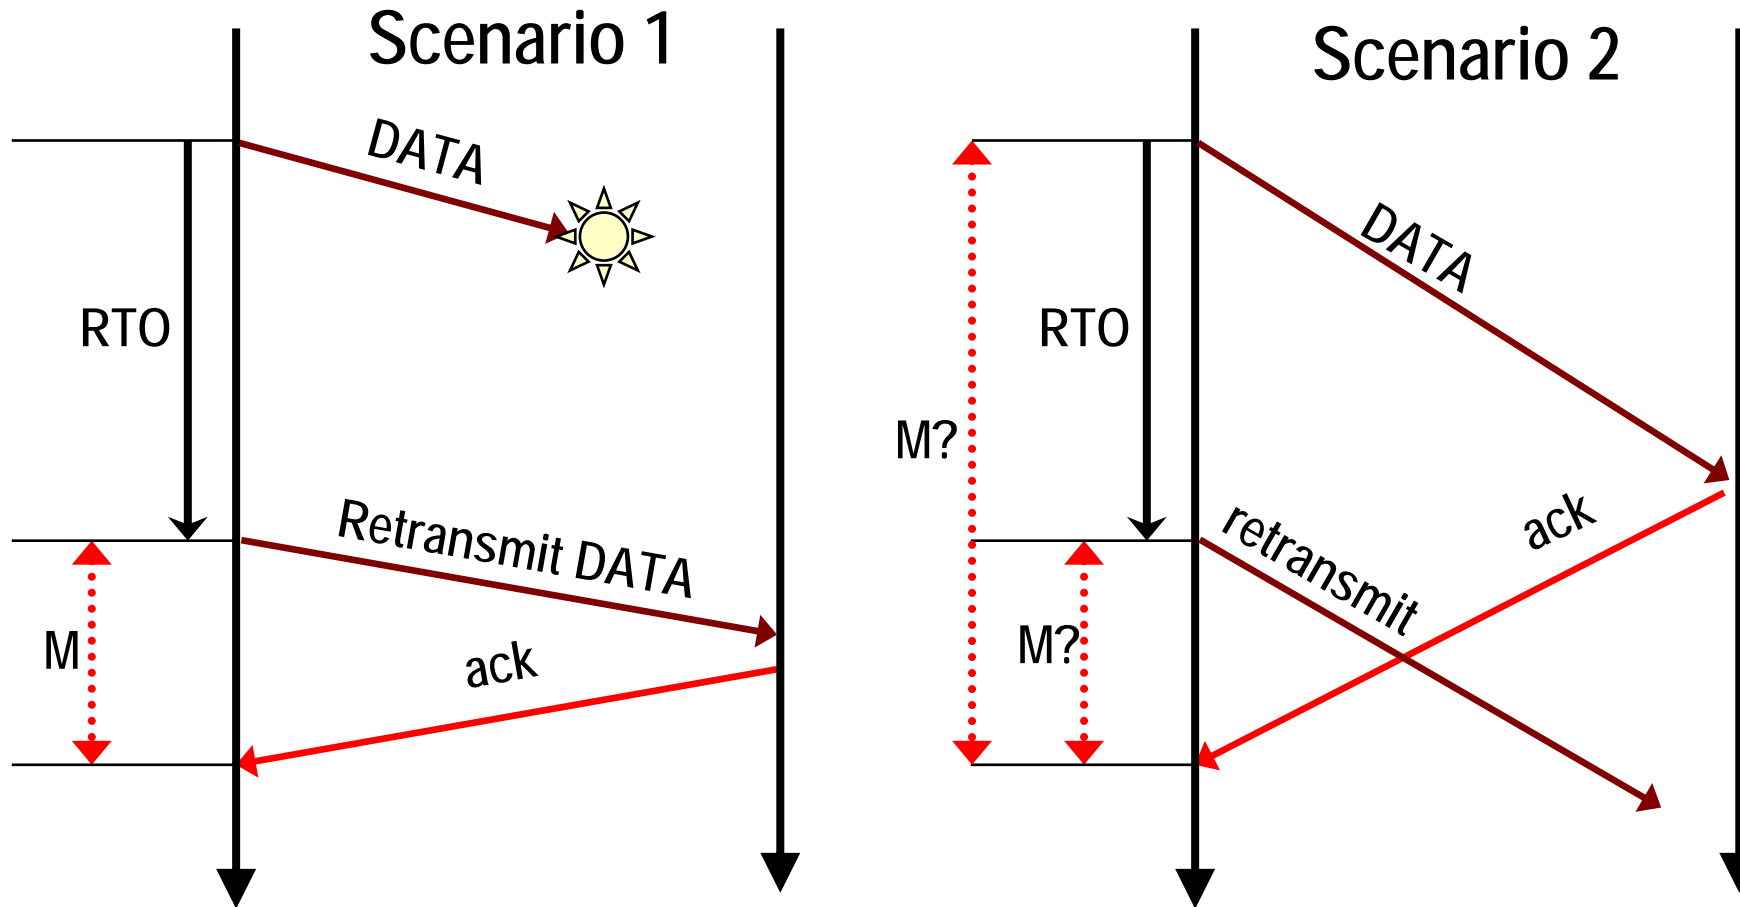 Scenario 1
DATA
RTO
Retransmit DATA
M
ack
Scenario 2
DATA
RTO
M?
retransmit
ack
M?